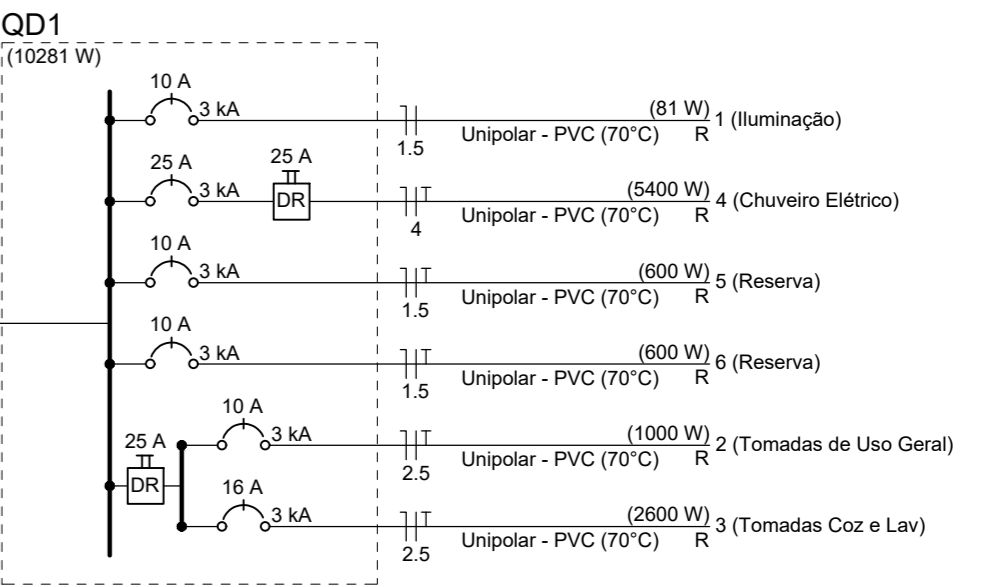 QD1
(10281 W)
10 A
3 kA
1.5
Unipolar - PVC (70°C)
(81 W)
R
1 (Iluminação)
25 A
3 kA
25 A
DR
4
Unipolar - PVC (70°C)
(5400 W)
R
4 (Chuveiro Elétrico)
10 A
3 kA
1.5
Unipolar - PVC (70°C)
(600 W)
R
5 (Reserva)
10 A
3 kA
1.5
Unipolar - PVC (70°C)
(600 W)
R
6 (Reserva)
25 A
DR
10 A
3 kA
2.5
Unipolar - PVC (70°C)
(1000 W)
R
2 (Tomadas de Uso Geral)
16 A
3 kA
2.5
Unipolar - PVC (70°C)
(2600 W)
R
3 (Tomadas Coz e Lav)